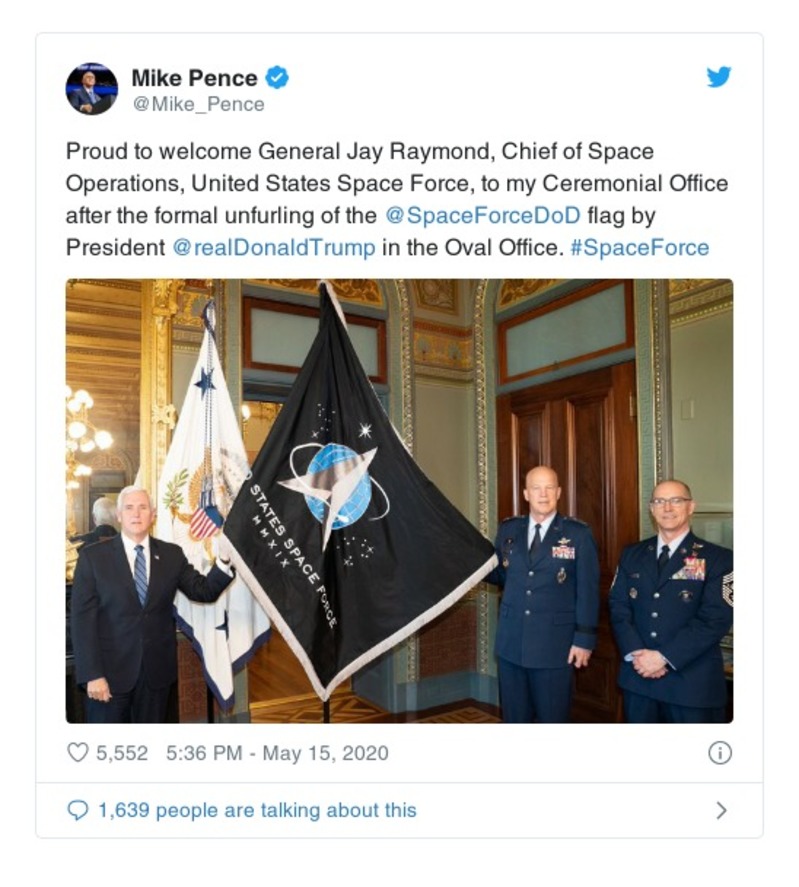 Mike Pence
@Mike_Pence
Proud to welcome General Jay Raymond, Chief of Space
Operations, United States Space Force, to my Ceremonial Office
after the formal unfurling of the @SpaceForceDoD flag by
President @realDonaldTrump in the Oval Office. #SpaceForce
STATES SPACE FORCE
MMXIX
5,552 5:36 PM - May 15, 2020
1,639 people are talking about this